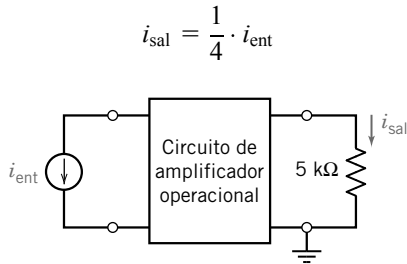 i_sal = 1/4 · i_ent
Circuito de
amplificador
operacional
i_ent
5 kΩ
i_sal